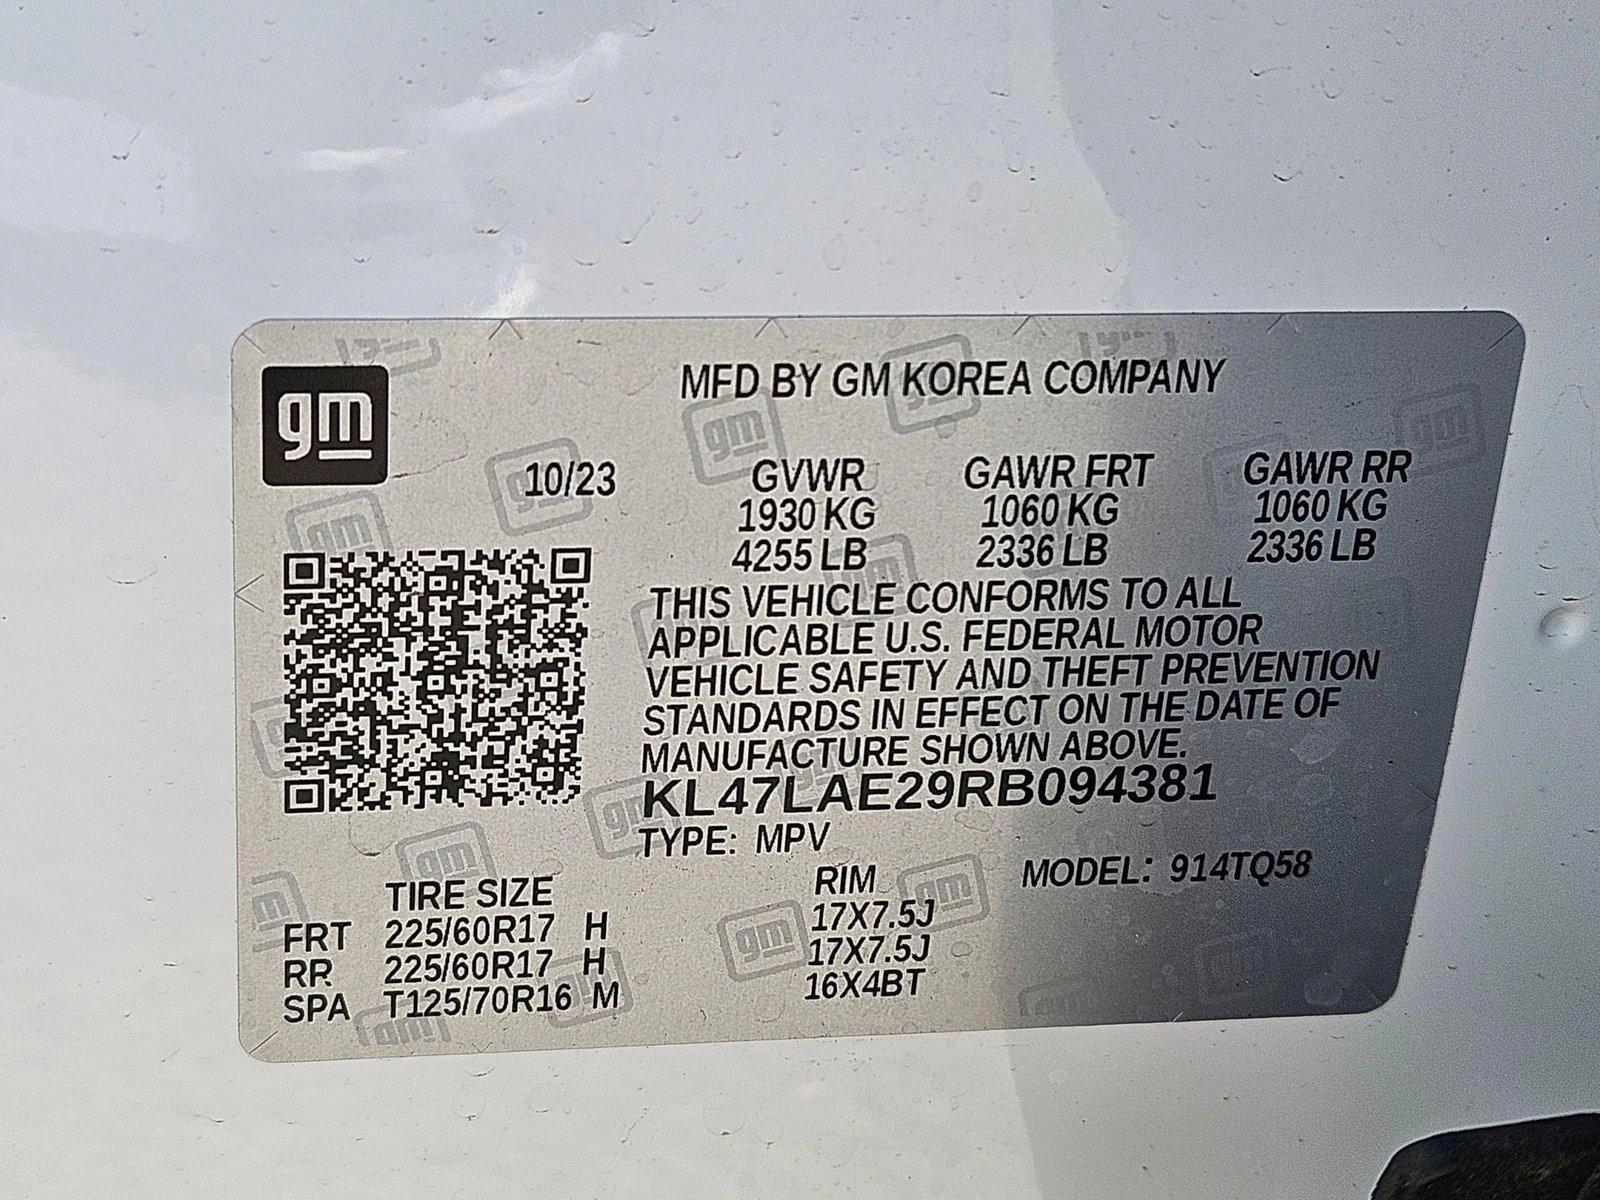 gm
MFD BY GM KOREA COMPANY
10/23
GVWR GAWR FRT GAWR RR
1930 KG 1060 KG 1060 KG
4255 LB 2336 LB 2336 LB
THIS VEHICLE CONFORMS TO ALL
APPLICABLE U.S. FEDERAL MOTOR
VEHICLE SAFETY AND THEFT PREVENTION
STANDARDS IN EFFECT ON THE DATE OF
MANUFACTURE SHOWN ABOVE.
KL47LAE29RB094381
TYPE: MPV
MODEL: 914TQ58
TIRE SIZE RIM
FRT 225/60R17 H 17X7.5J
RR 225/60R17 H 17X7.5J
SPA T125/70R16 M 16X4BT